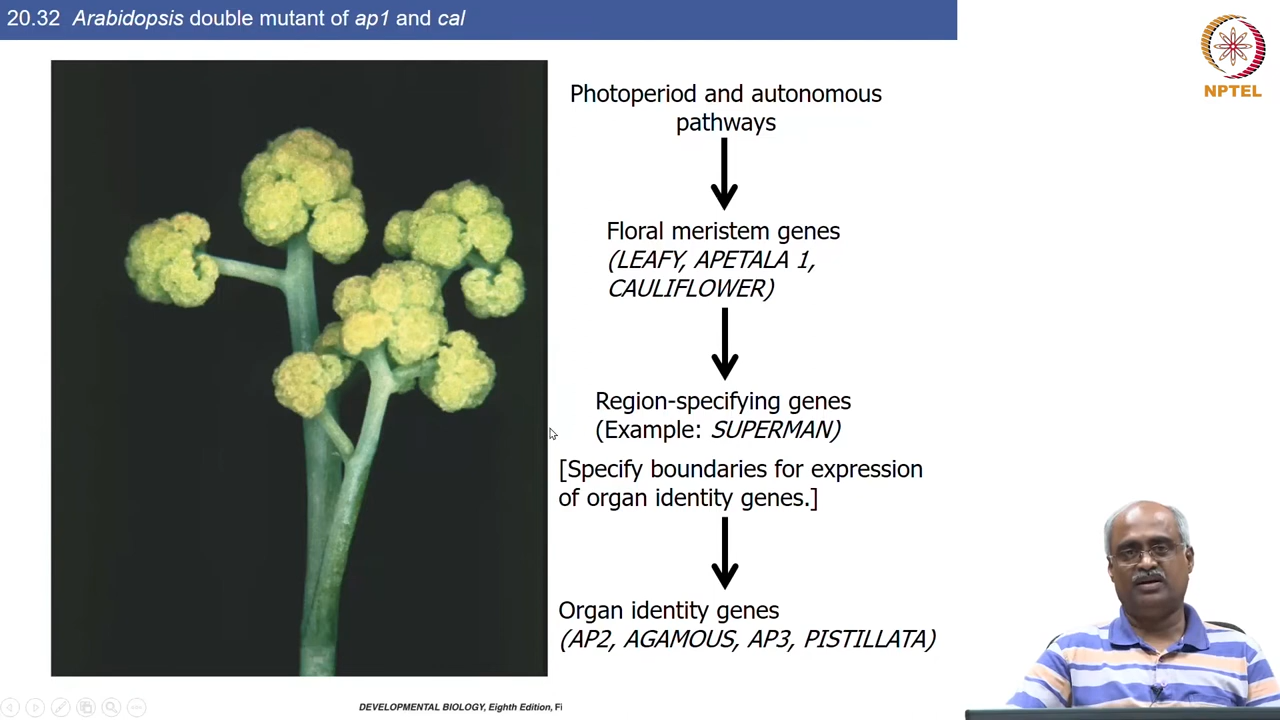 20.32 Arabidopsis double mutant of ap1 and cal
NPTEL
Photoperiod and autonomous
pathways
Floral meristem genes
(LEAFY, APETALA 1,
CAULIFLOWER)
Region-specifying genes
(Example: SUPERMAN)
[Specify boundaries for expression
of organ identity genes.]
Organ identity genes
(AP2, AGAMOUS, AP3, PISTILLATA)
DEVELOPMENTAL BIOLOGY, Eighth Edition, Fi